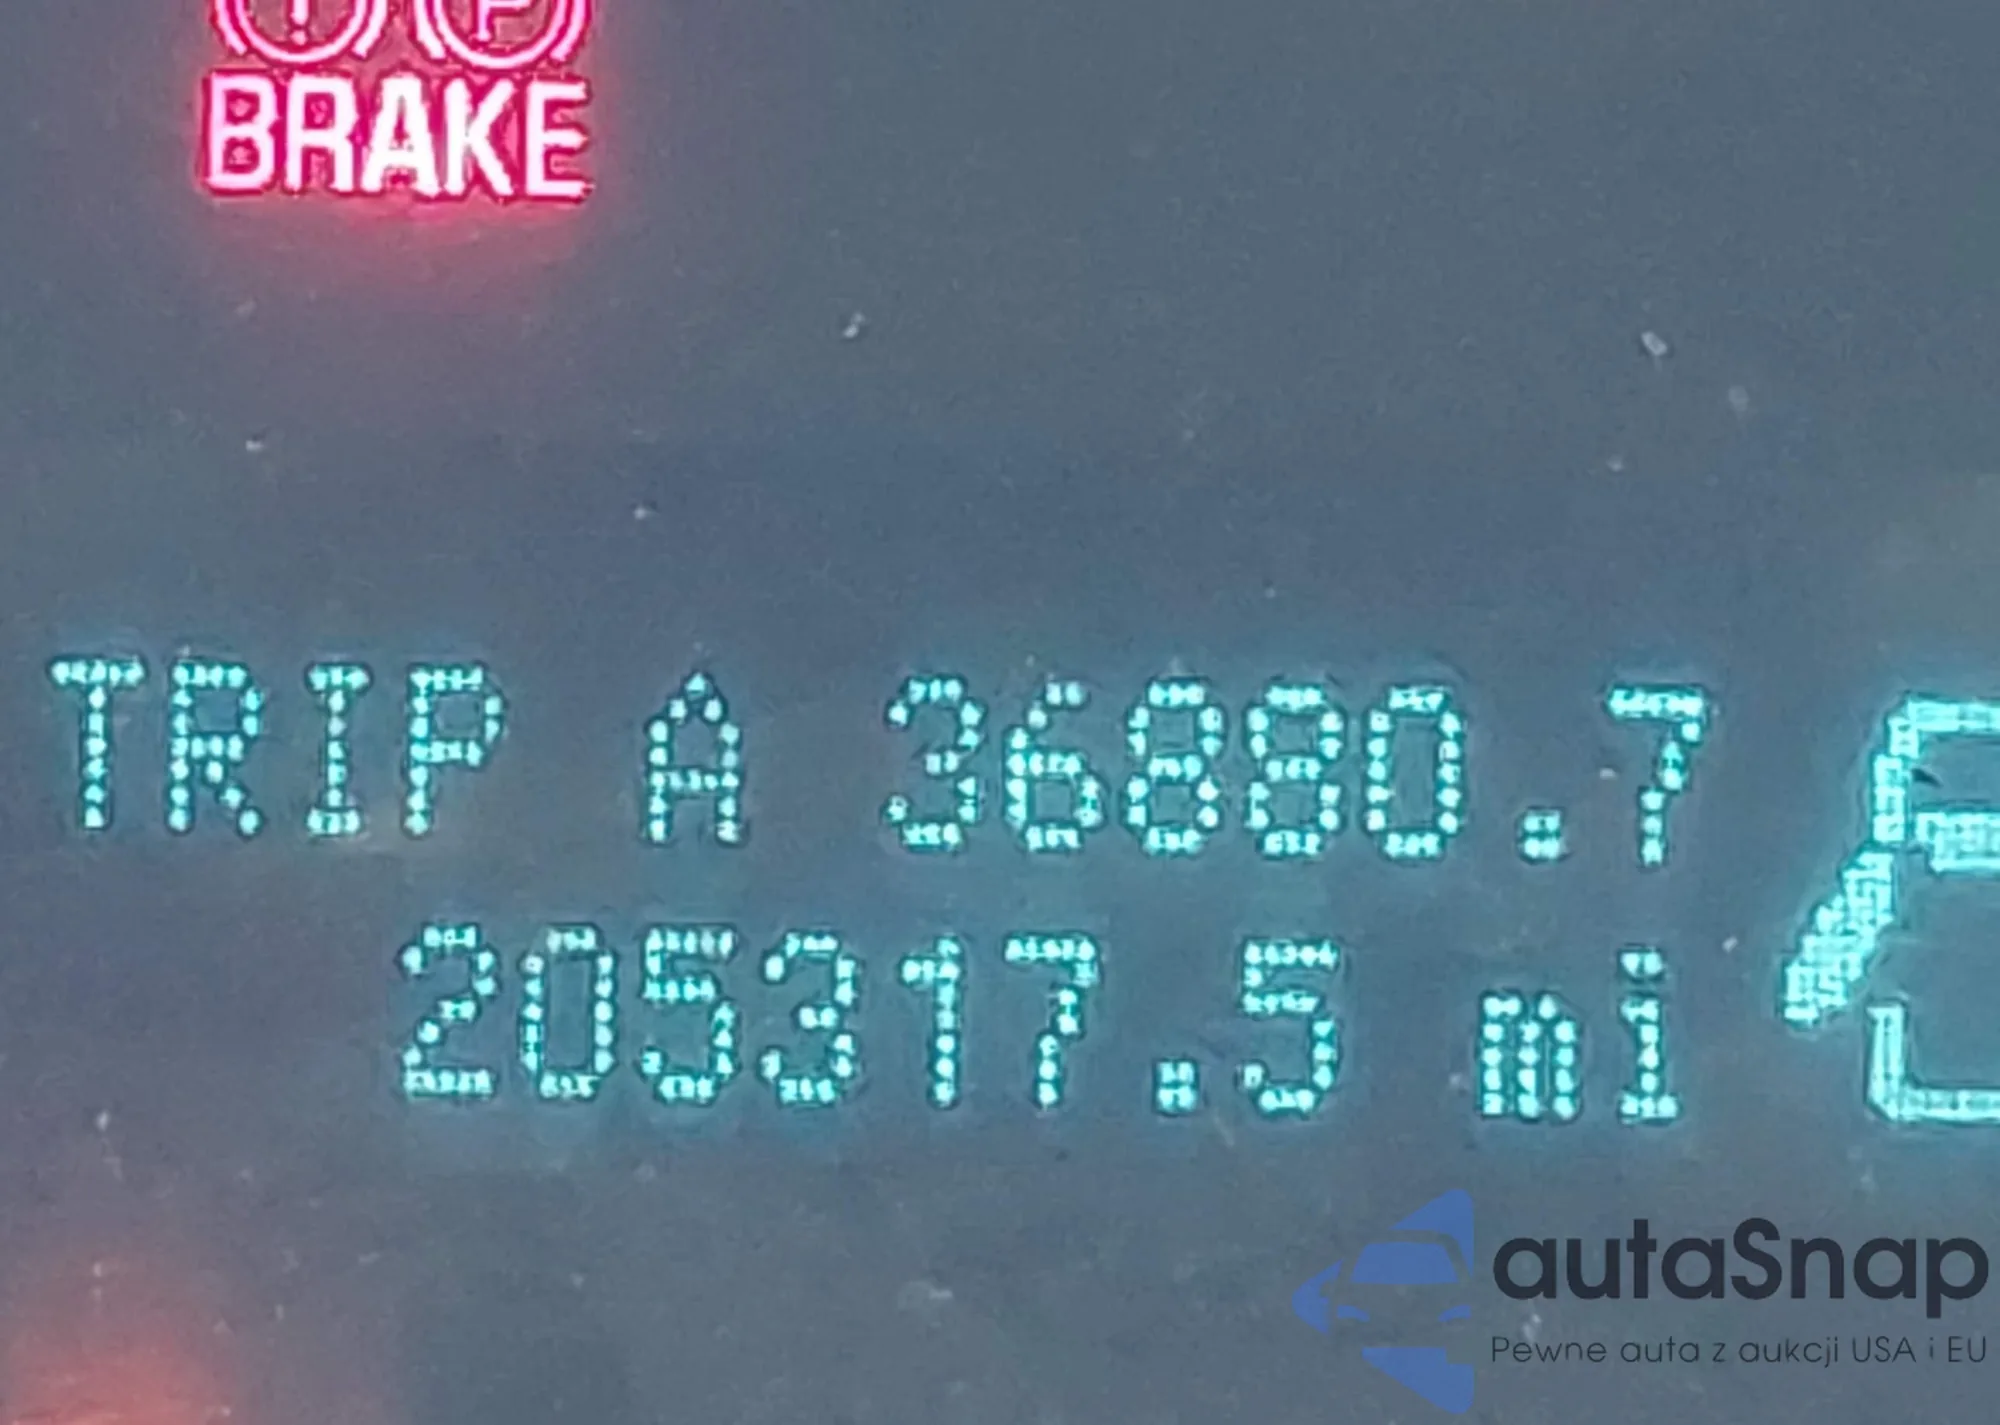 BRAKE
TRIP A 36880.7
205317.5 mi
E
autaSnap
Pewne auta z aukcji USA i EU